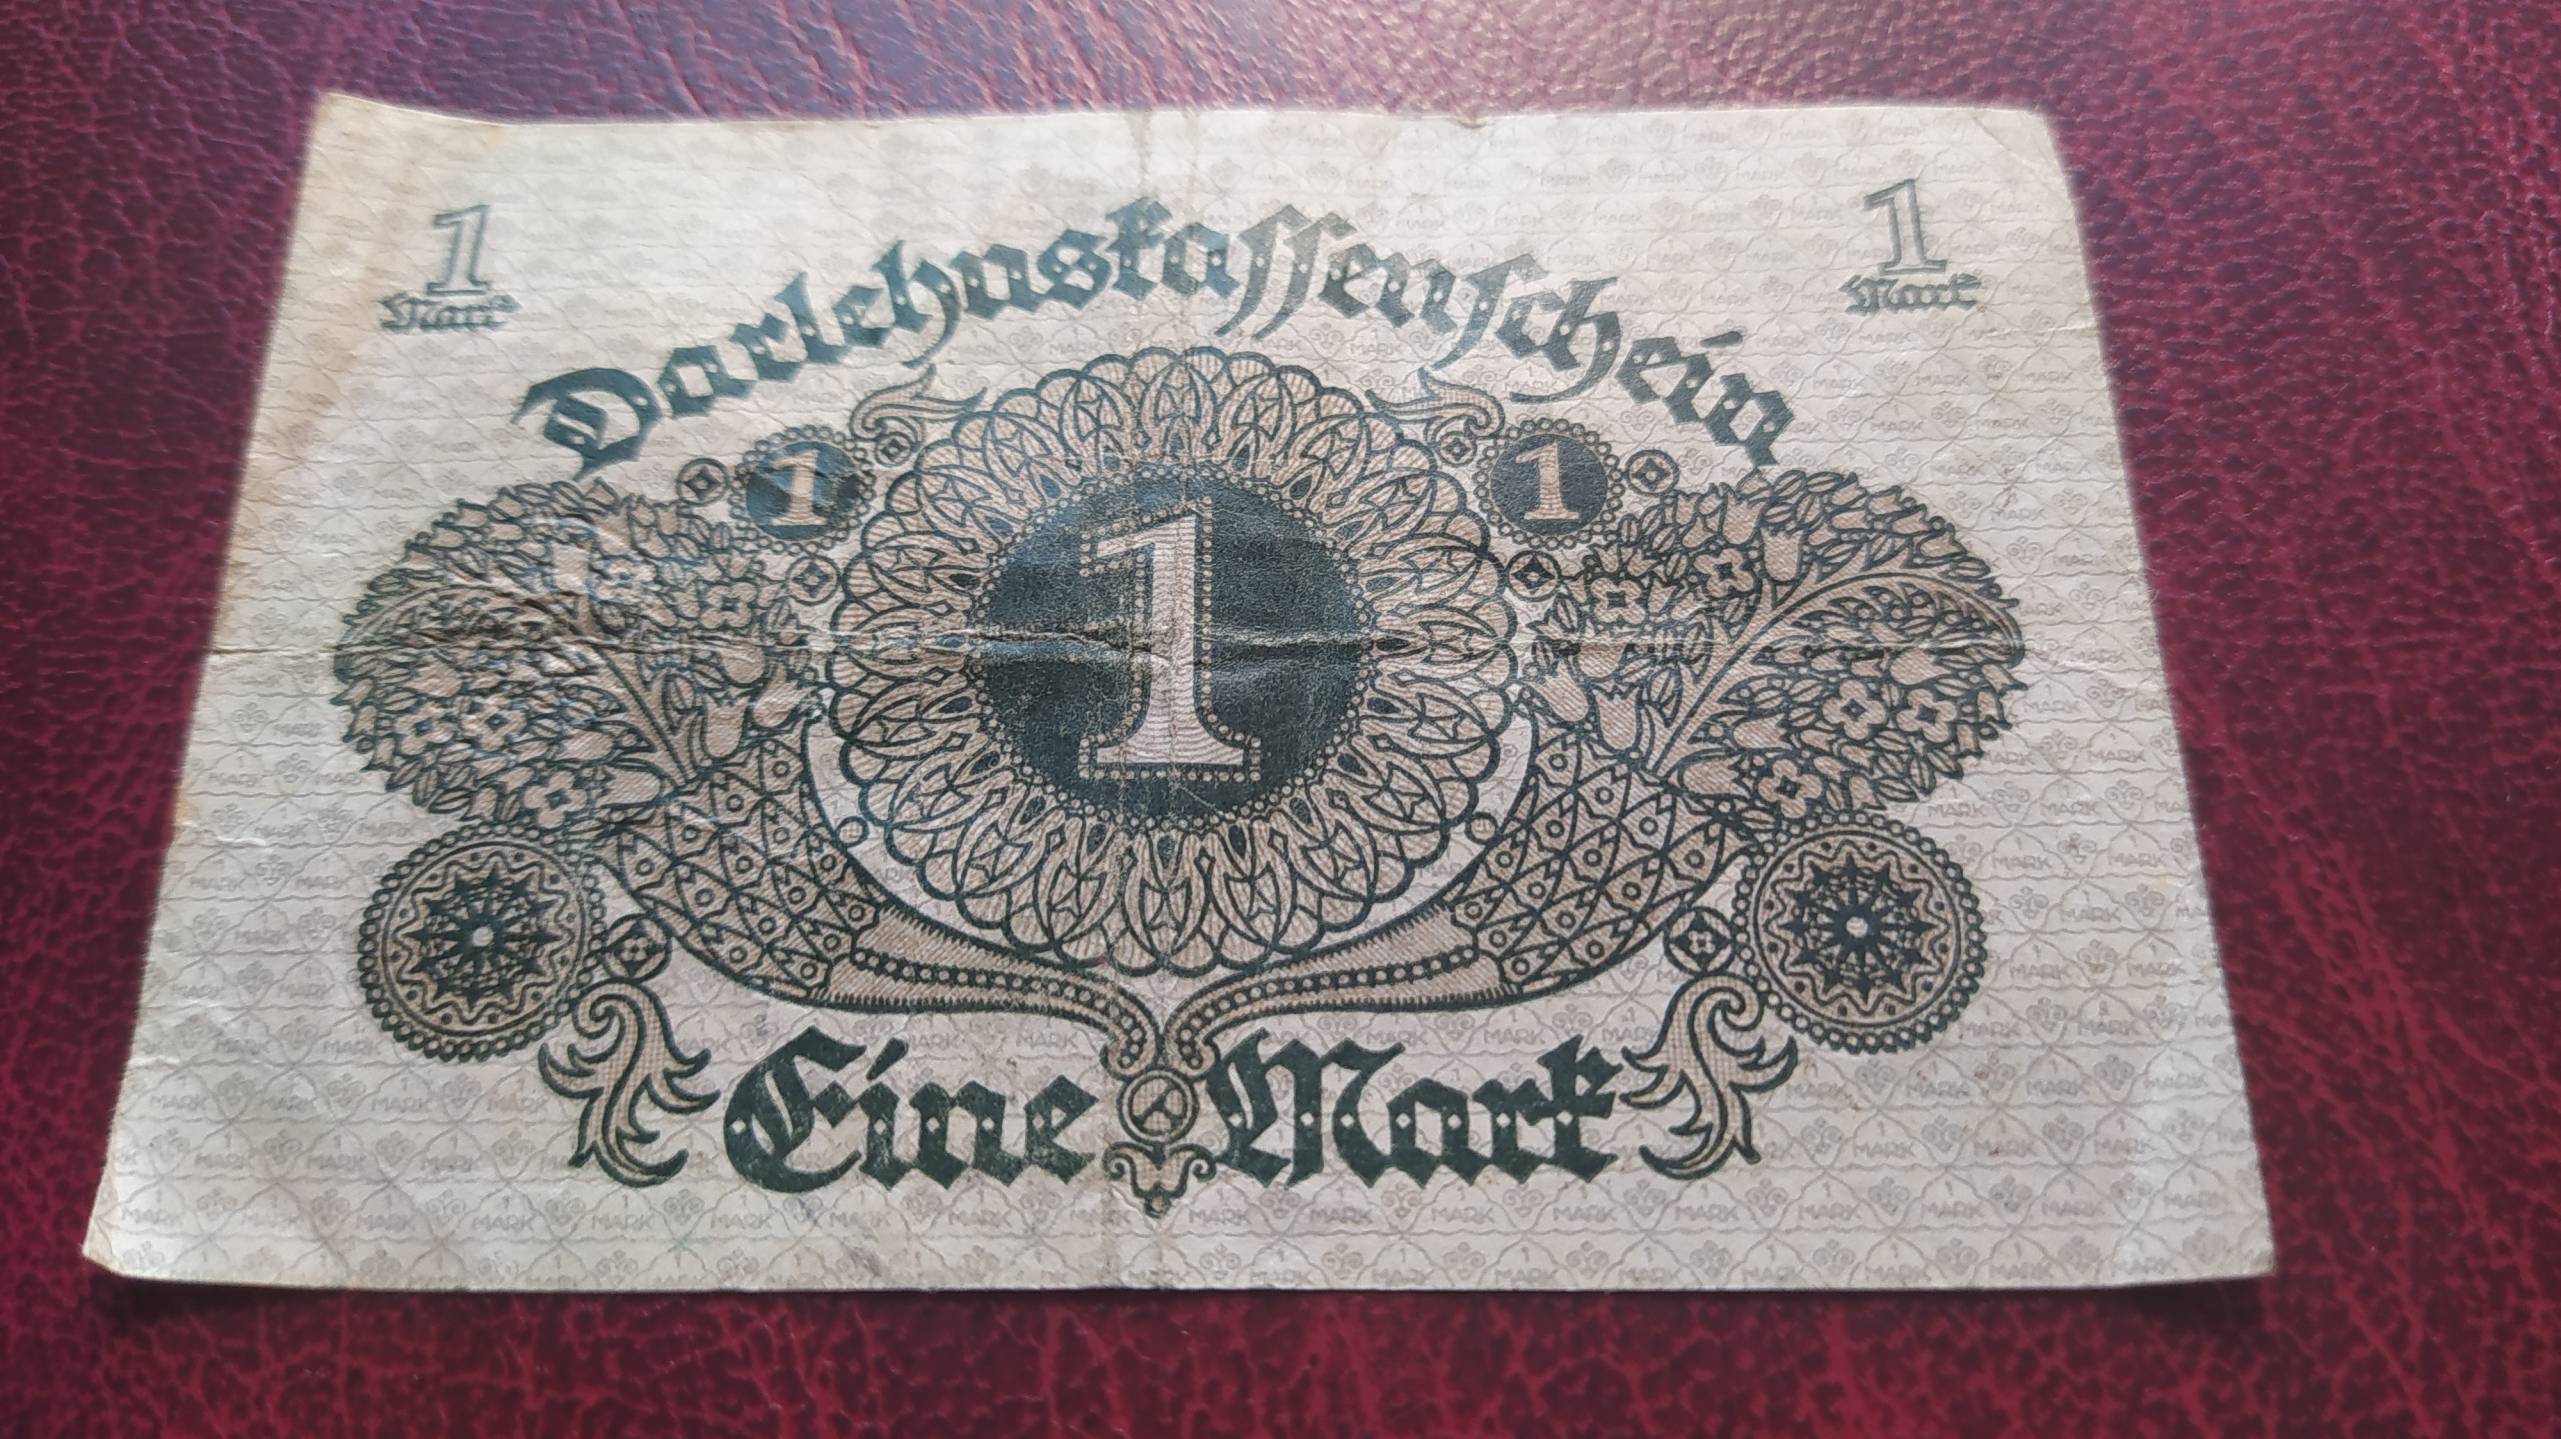 1 1
Mark Mark
Darlehnskassenschein
1 1
1
Eine Mark